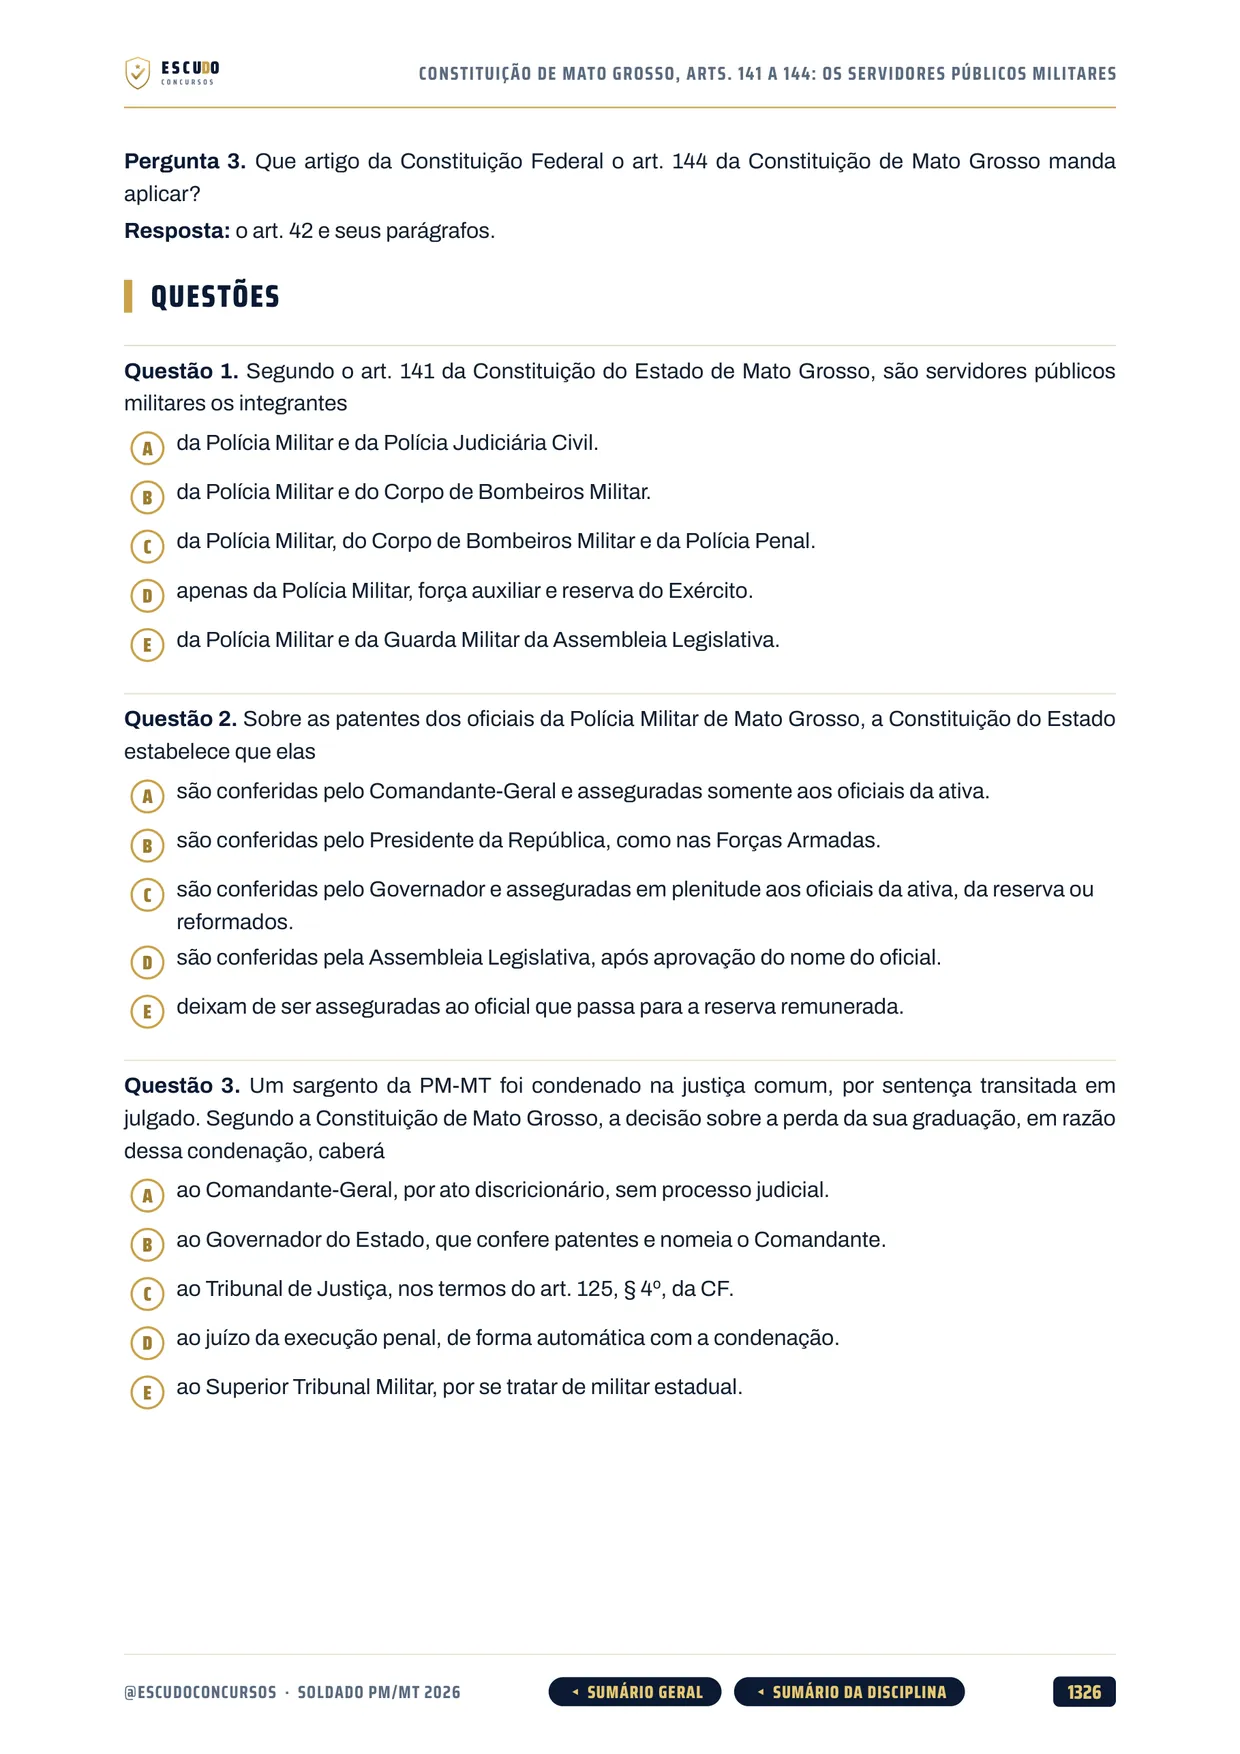 ESCUDO
CONCURSOS
CONSTITUIÇÃO DE MATO GROSSO, ARTS. 141 A 144: OS SERVIDORES PÚBLICOS MILITARES
Pergunta 3. Que artigo da Constituição Federal o art. 144 da Constituição de Mato Grosso manda
aplicar?
Resposta: o art. 42 e seus parágrafos.
QUESTÕES
Questão 1. Segundo o art. 141 da Constituição do Estado de Mato Grosso, são servidores públicos
militares os integrantes
A da Polícia Militar e da Polícia Judiciária Civil.
B da Polícia Militar e do Corpo de Bombeiros Militar.
C da Polícia Militar, do Corpo de Bombeiros Militar e da Polícia Penal.
D apenas da Polícia Militar, força auxiliar e reserva do Exército.
E da Polícia Militar e da Guarda Militar da Assembleia Legislativa.
Questão 2. Sobre as patentes dos oficiais da Polícia Militar de Mato Grosso, a Constituição do Estado
estabelece que elas
A são conferidas pelo Comandante-Geral e asseguradas somente aos oficiais da ativa.
B são conferidas pelo Presidente da República, como nas Forças Armadas.
C são conferidas pelo Governador e asseguradas em plenitude aos oficiais da ativa, da reserva ou
reformados.
D são conferidas pela Assembleia Legislativa, após aprovação do nome do oficial.
E deixam de ser asseguradas ao oficial que passa para a reserva remunerada.
Questão 3. Um sargento da PM-MT foi condenado na justiça comum, por sentença transitada em
julgado. Segundo a Constituição de Mato Grosso, a decisão sobre a perda da sua graduação, em razão
dessa condenação, caberá
A ao Comandante-Geral, por ato discricionário, sem processo judicial.
B ao Governador do Estado, que confere patentes e nomeia o Comandante.
C ao Tribunal de Justiça, nos termos do art. 125, § 4º, da CF.
D ao juízo da execução penal, de forma automática com a condenação.
E ao Superior Tribunal Militar, por se tratar de militar estadual.
@ESCUDOCONCURSOS · SOLDADO PM/MT 2026
SUMÁRIO GERAL
SUMÁRIO DA DISCIPLINA
1326